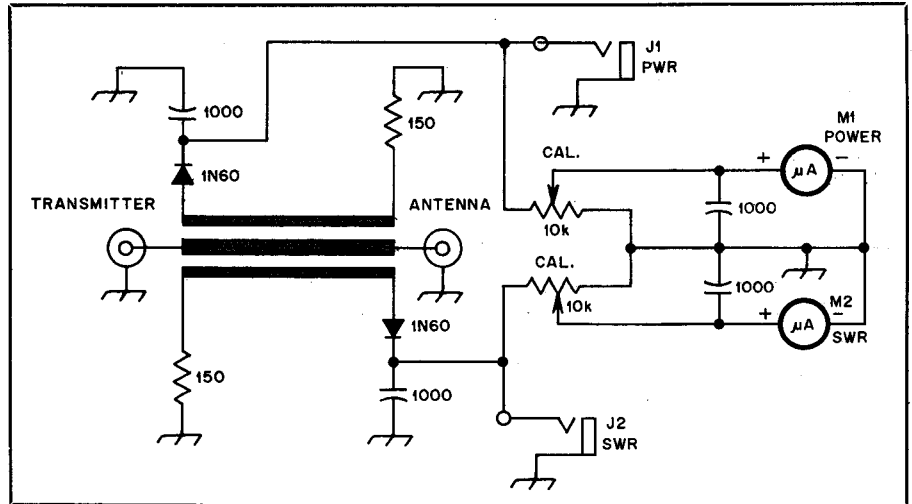 J1
PWR
1000
150
M1
POWER
CAL.
+
-
µA
1N60
TRANSMITTER
ANTENNA
1000
10k
CAL.
1000
10k
+
-
M2
µA
SWR
1N60
150
1000
J2
SWR